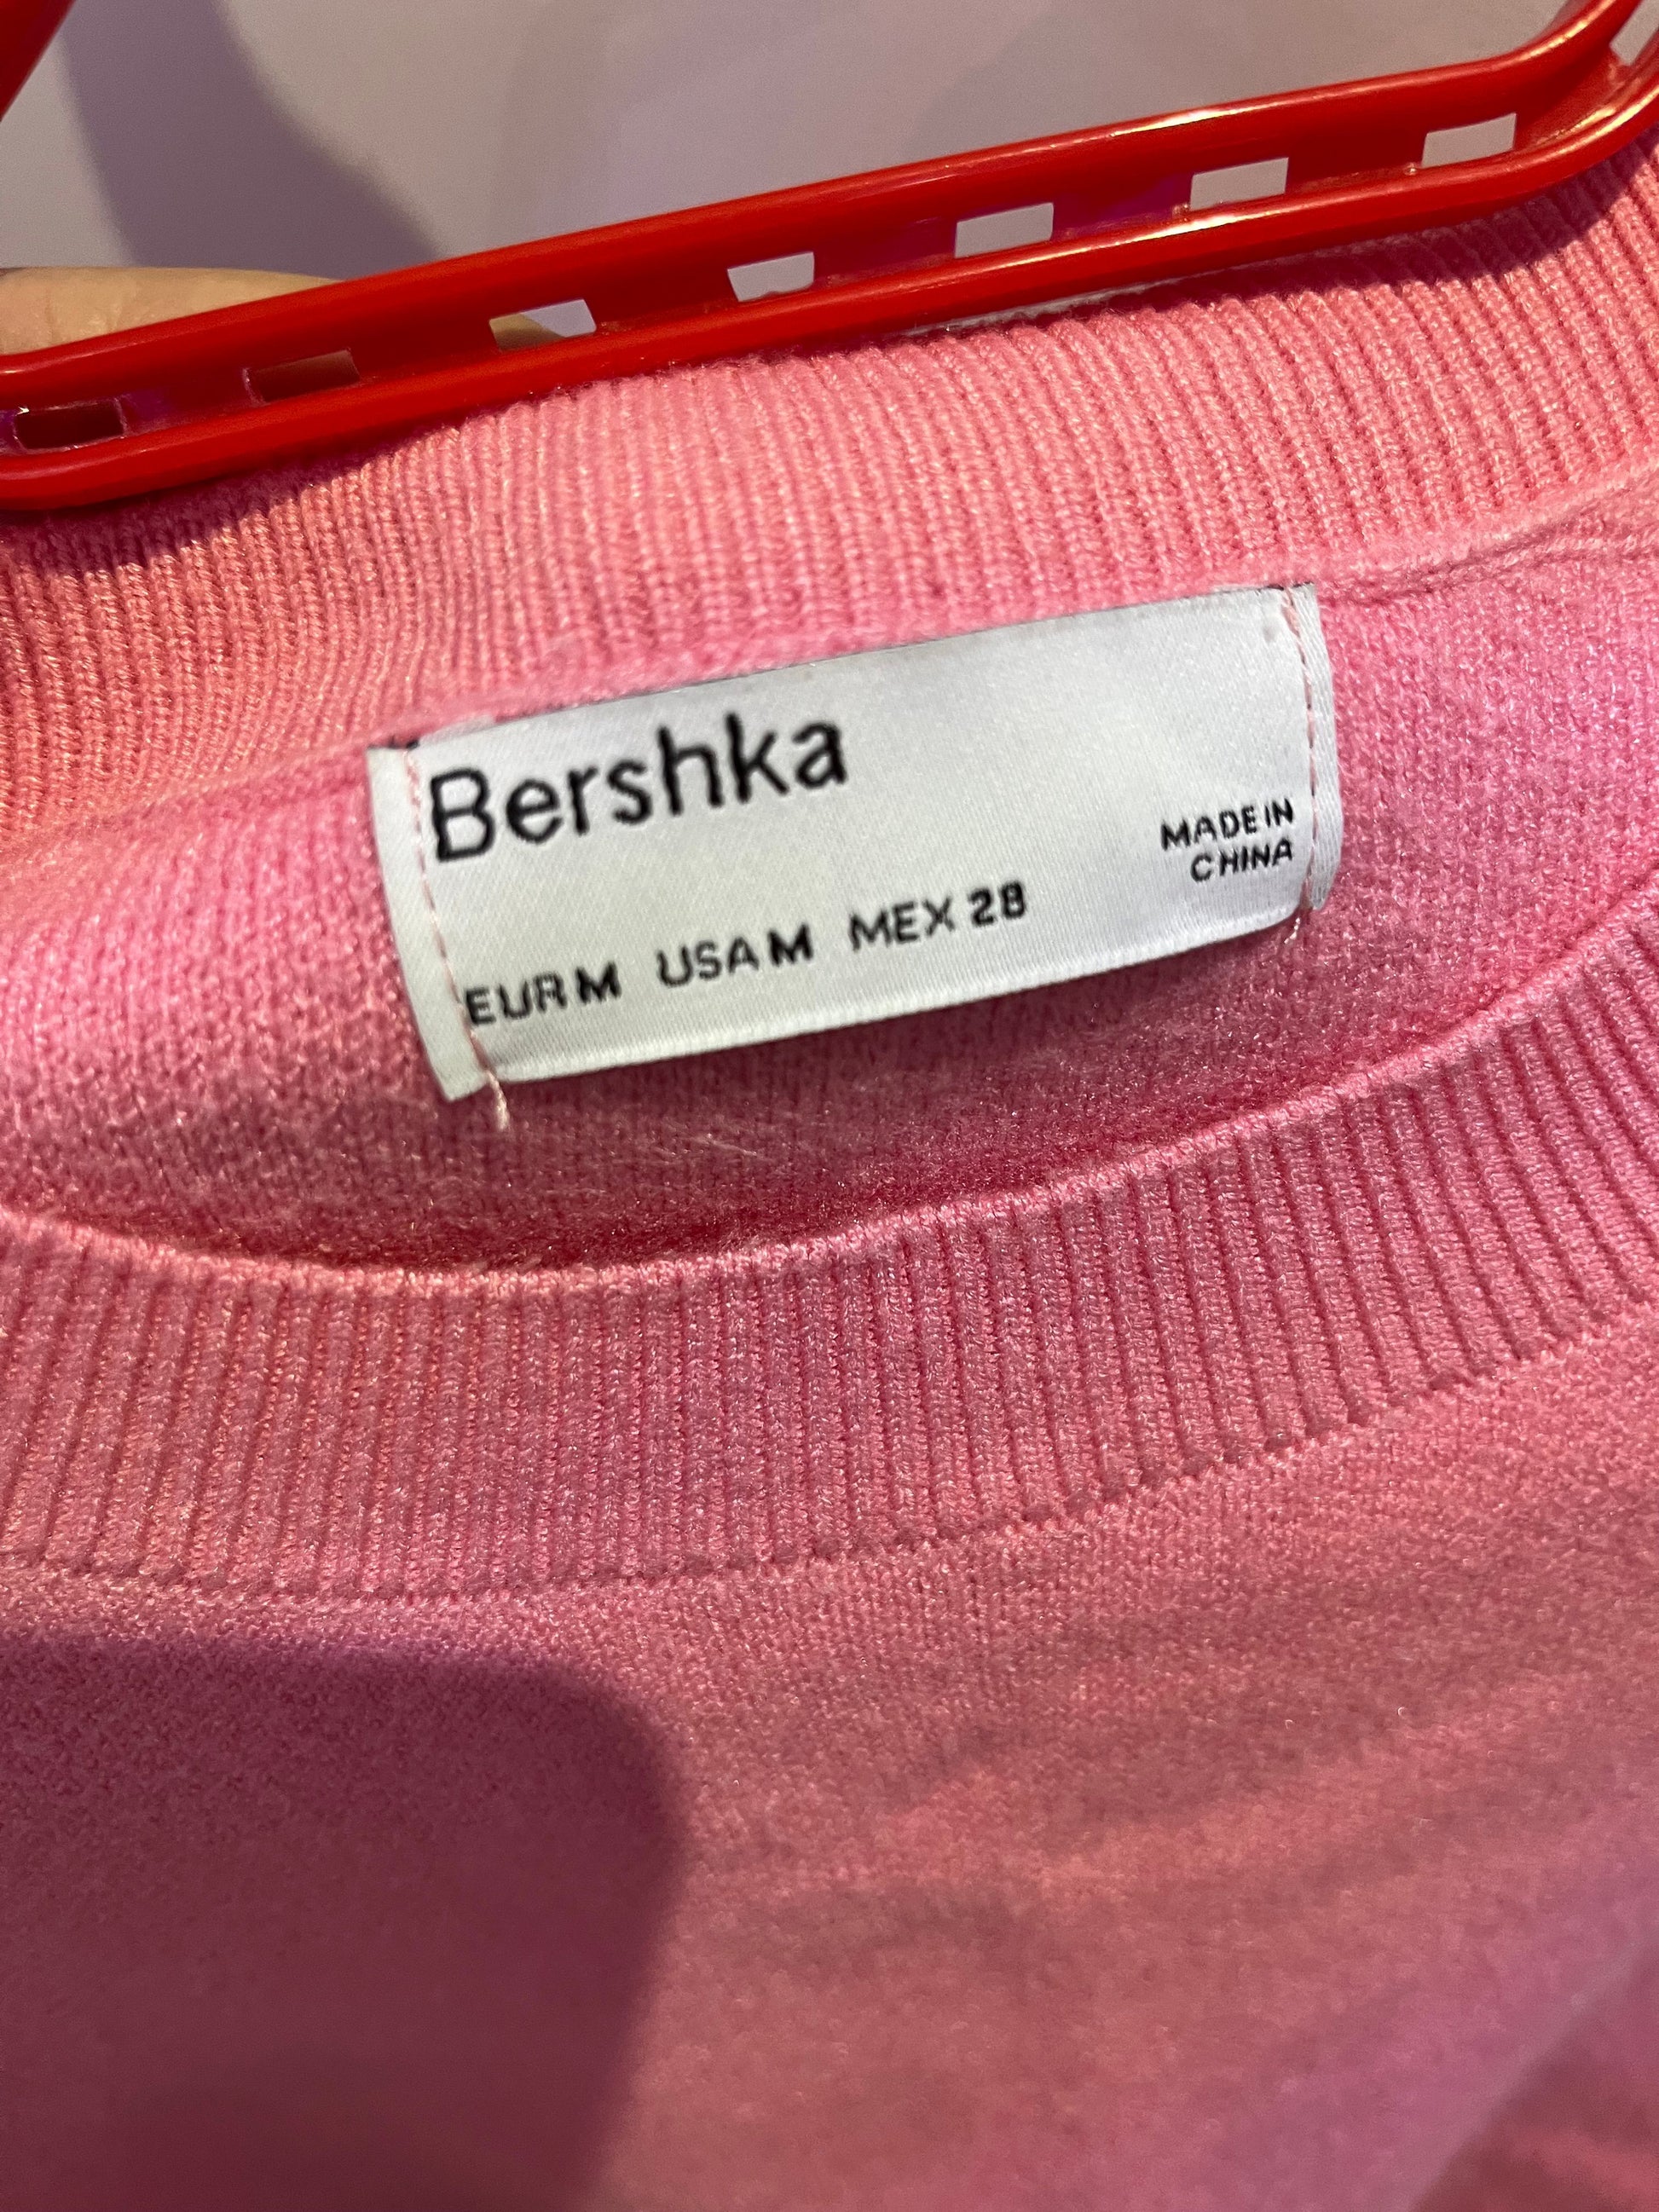 Bershka
MADE IN
CHINA
EUR M USA M MEX 28